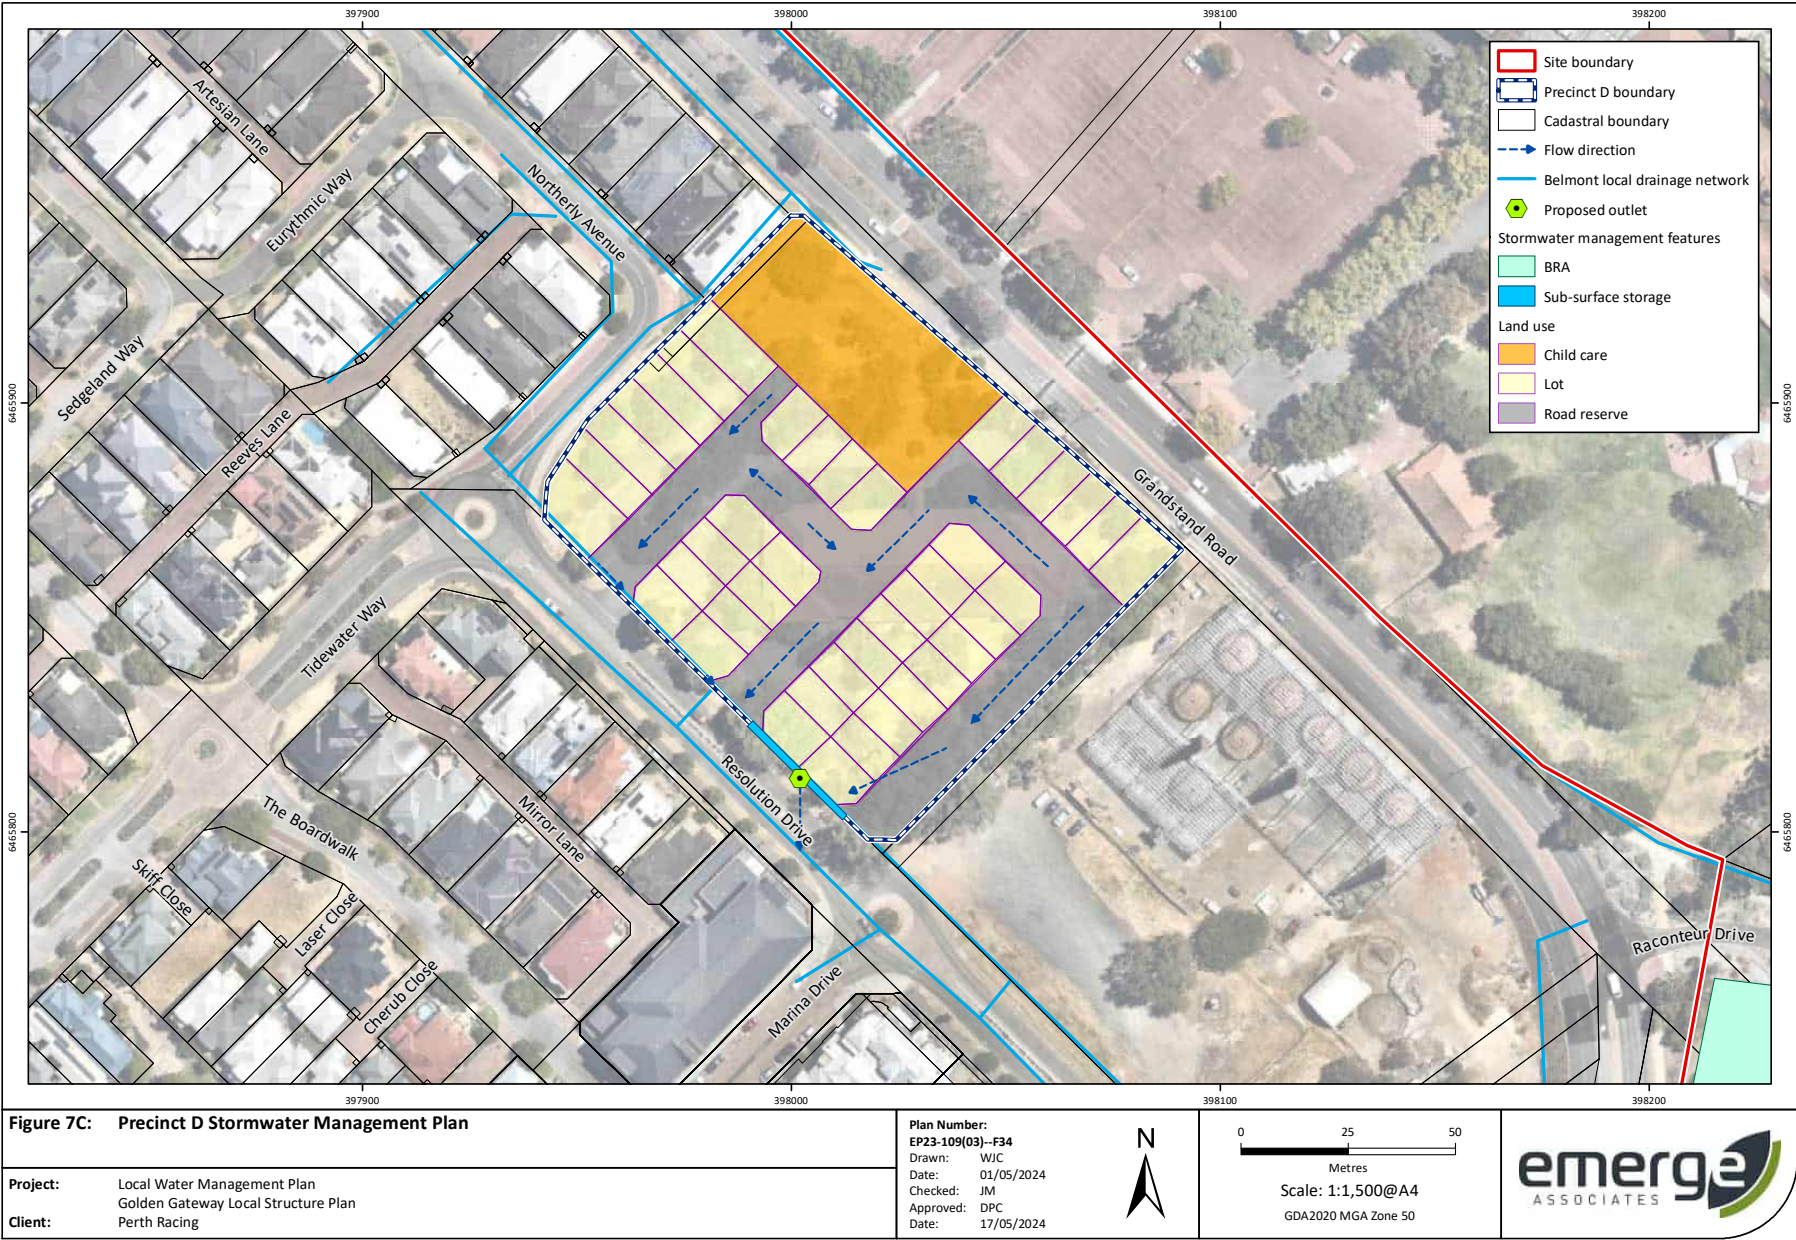 397900
398000
398100
398200
6465900
6465800
6465900
6465800
Artesian Lane
Eurythmic Way
Northerly Avenue
Sedgeland Way
Reeves Lane
Tidewater Way
Grandstand Road
Resolution Drive
Mirror Lane
The Boardwalk
Skiff Close
Laser Close
Cherub Close
Marina Drive
Raconteur Drive
Site boundary
Precinct D boundary
Cadastral boundary
Flow direction
Belmont local drainage network
Proposed outlet
Stormwater management features
BRA
Sub-surface storage
Land use
Child care
Lot
Road reserve
397900
398000
398100
398200
Figure 7C: Precinct D Stormwater Management Plan
Project: Local Water Management Plan
Golden Gateway Local Structure Plan
Client: Perth Racing
Plan Number:
EP23-109(03)--F34
Drawn: WJC
Date: 01/05/2024
Checked: JM
Approved: DPC
Date: 17/05/2024
N
0 25 50
Metres
Scale: 1:1,500@A4
GDA2020 MGA Zone 50
emerge
ASSOCIATES